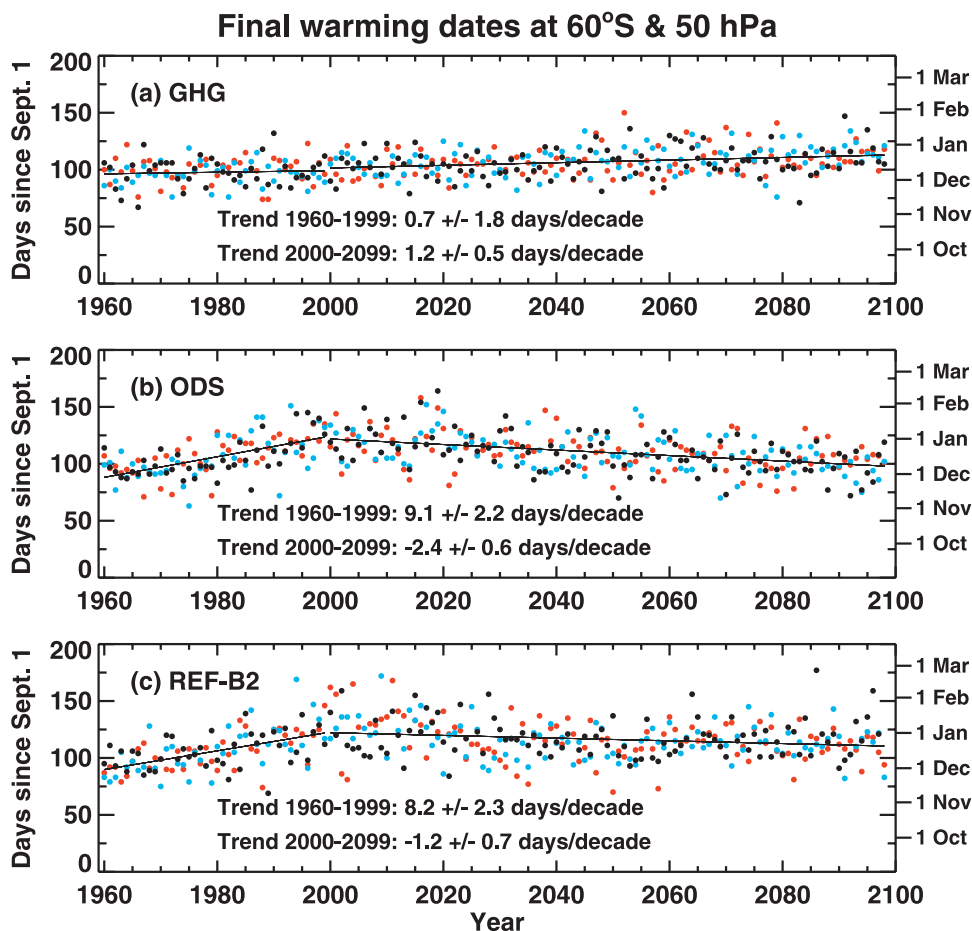 Final warming dates at 60°S & 50 hPa
(a) GHG
Days since Sept. 1
200
150
100
50
0
1 Mar
1 Feb
1 Jan
1 Dec
1 Nov
1 Oct
Trend 1960-1999: 0.7 +/- 1.8 days/decade
Trend 2000-2099: 1.2 +/- 0.5 days/decade
1960 1980 2000 2020 2040 2060 2080 2100
(b) ODS
Days since Sept. 1
200
150
100
50
0
1 Mar
1 Feb
1 Jan
1 Dec
1 Nov
1 Oct
Trend 1960-1999: 9.1 +/- 2.2 days/decade
Trend 2000-2099: -2.4 +/- 0.6 days/decade
1960 1980 2000 2020 2040 2060 2080 2100
(c) REF-B2
Days since Sept. 1
200
150
100
50
0
1 Mar
1 Feb
1 Jan
1 Dec
1 Nov
1 Oct
Trend 1960-1999: 8.2 +/- 2.3 days/decade
Trend 2000-2099: -1.2 +/- 0.7 days/decade
1960 1980 2000 2020 2040 2060 2080 2100
Year